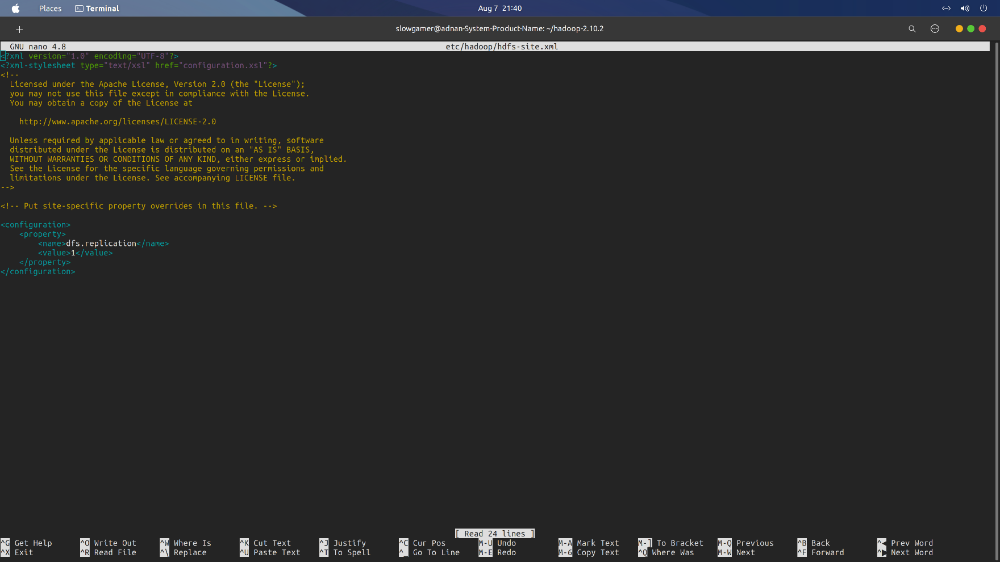 Places Terminal Aug 7 21:40
slowgamer@adnan-System-Product-Name: ~/hadoop-2.10.2
GNU nano 4.8 etc/hadoop/hdfs-site.xml
<?xml version="1.0" encoding="UTF-8"?>
<?xml-stylesheet type="text/xsl" href="configuration.xsl"?>
<!--
  Licensed under the Apache License, Version 2.0 (the "License");
  you may not use this file except in compliance with the License.
  You may obtain a copy of the License at
    http://www.apache.org/licenses/LICENSE-2.0
  Unless required by applicable law or agreed to in writing, software
  distributed under the License is distributed on an "AS IS" BASIS,
  WITHOUT WARRANTIES OR CONDITIONS OF ANY KIND, either express or implied.
  See the License for the specific language governing permissions and
  limitations under the License. See accompanying LICENSE file.
-->
<!-- Put site-specific property overrides in this file. -->
<configuration>
    <property>
        <name>dfs.replication</name>
        <value>1</value>
    </property>
</configuration>
[ Read 24 lines ]
^G Get Help ^O Write Out ^W Where Is ^K Cut Text ^J Justify ^C Cur Pos M-U Undo M-A Mark Text M-] To Bracket M-Q Previous ^B Back ^◀ Prev Word
^X Exit ^R Read File ^\ Replace ^U Paste Text ^T To Spell ^_ Go To Line M-E Redo M-6 Copy Text ^Q Where Was M-W Next ^F Forward ^▶ Next Word